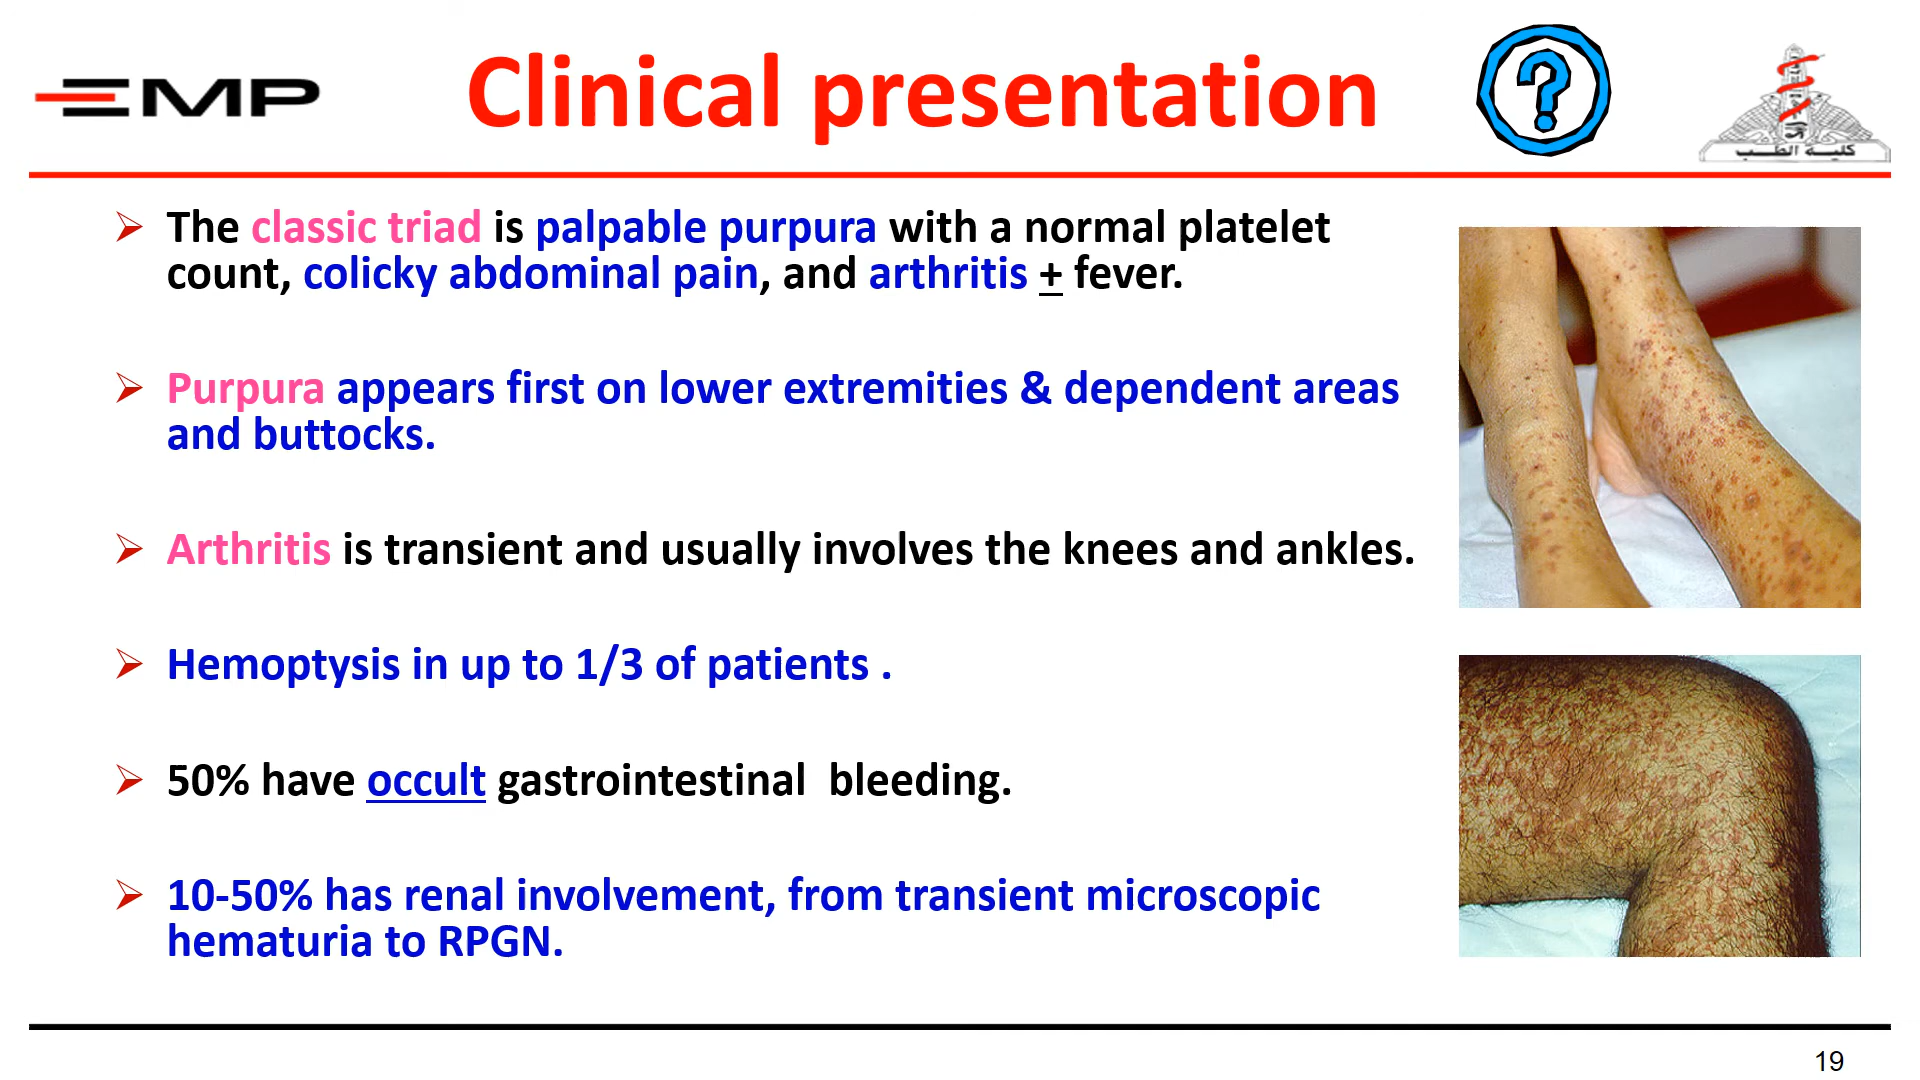 EMP
Clinical presentation
?
كلية الطب
The classic triad is palpable purpura with a normal platelet
count, colicky abdominal pain, and arthritis + fever.
Purpura appears first on lower extremities & dependent areas
and buttocks.
Arthritis is transient and usually involves the knees and ankles.
Hemoptysis in up to 1/3 of patients .
50% have occult gastrointestinal  bleeding.
10-50% has renal involvement, from transient microscopic
hematuria to RPGN.
19